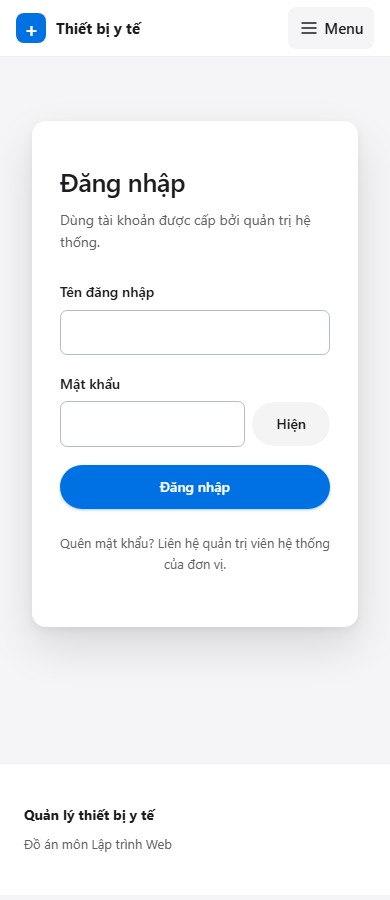 Thiết bị y tế
Menu
Đăng nhập
Dùng tài khoản được cấp bởi quản trị hệ
thống.
Tên đăng nhập
Mật khẩu
Hiện
Đăng nhập
Quên mật khẩu? Liên hệ quản trị viên hệ thống
của đơn vị.
Quản lý thiết bị y tế
Đồ án môn Lập trình Web